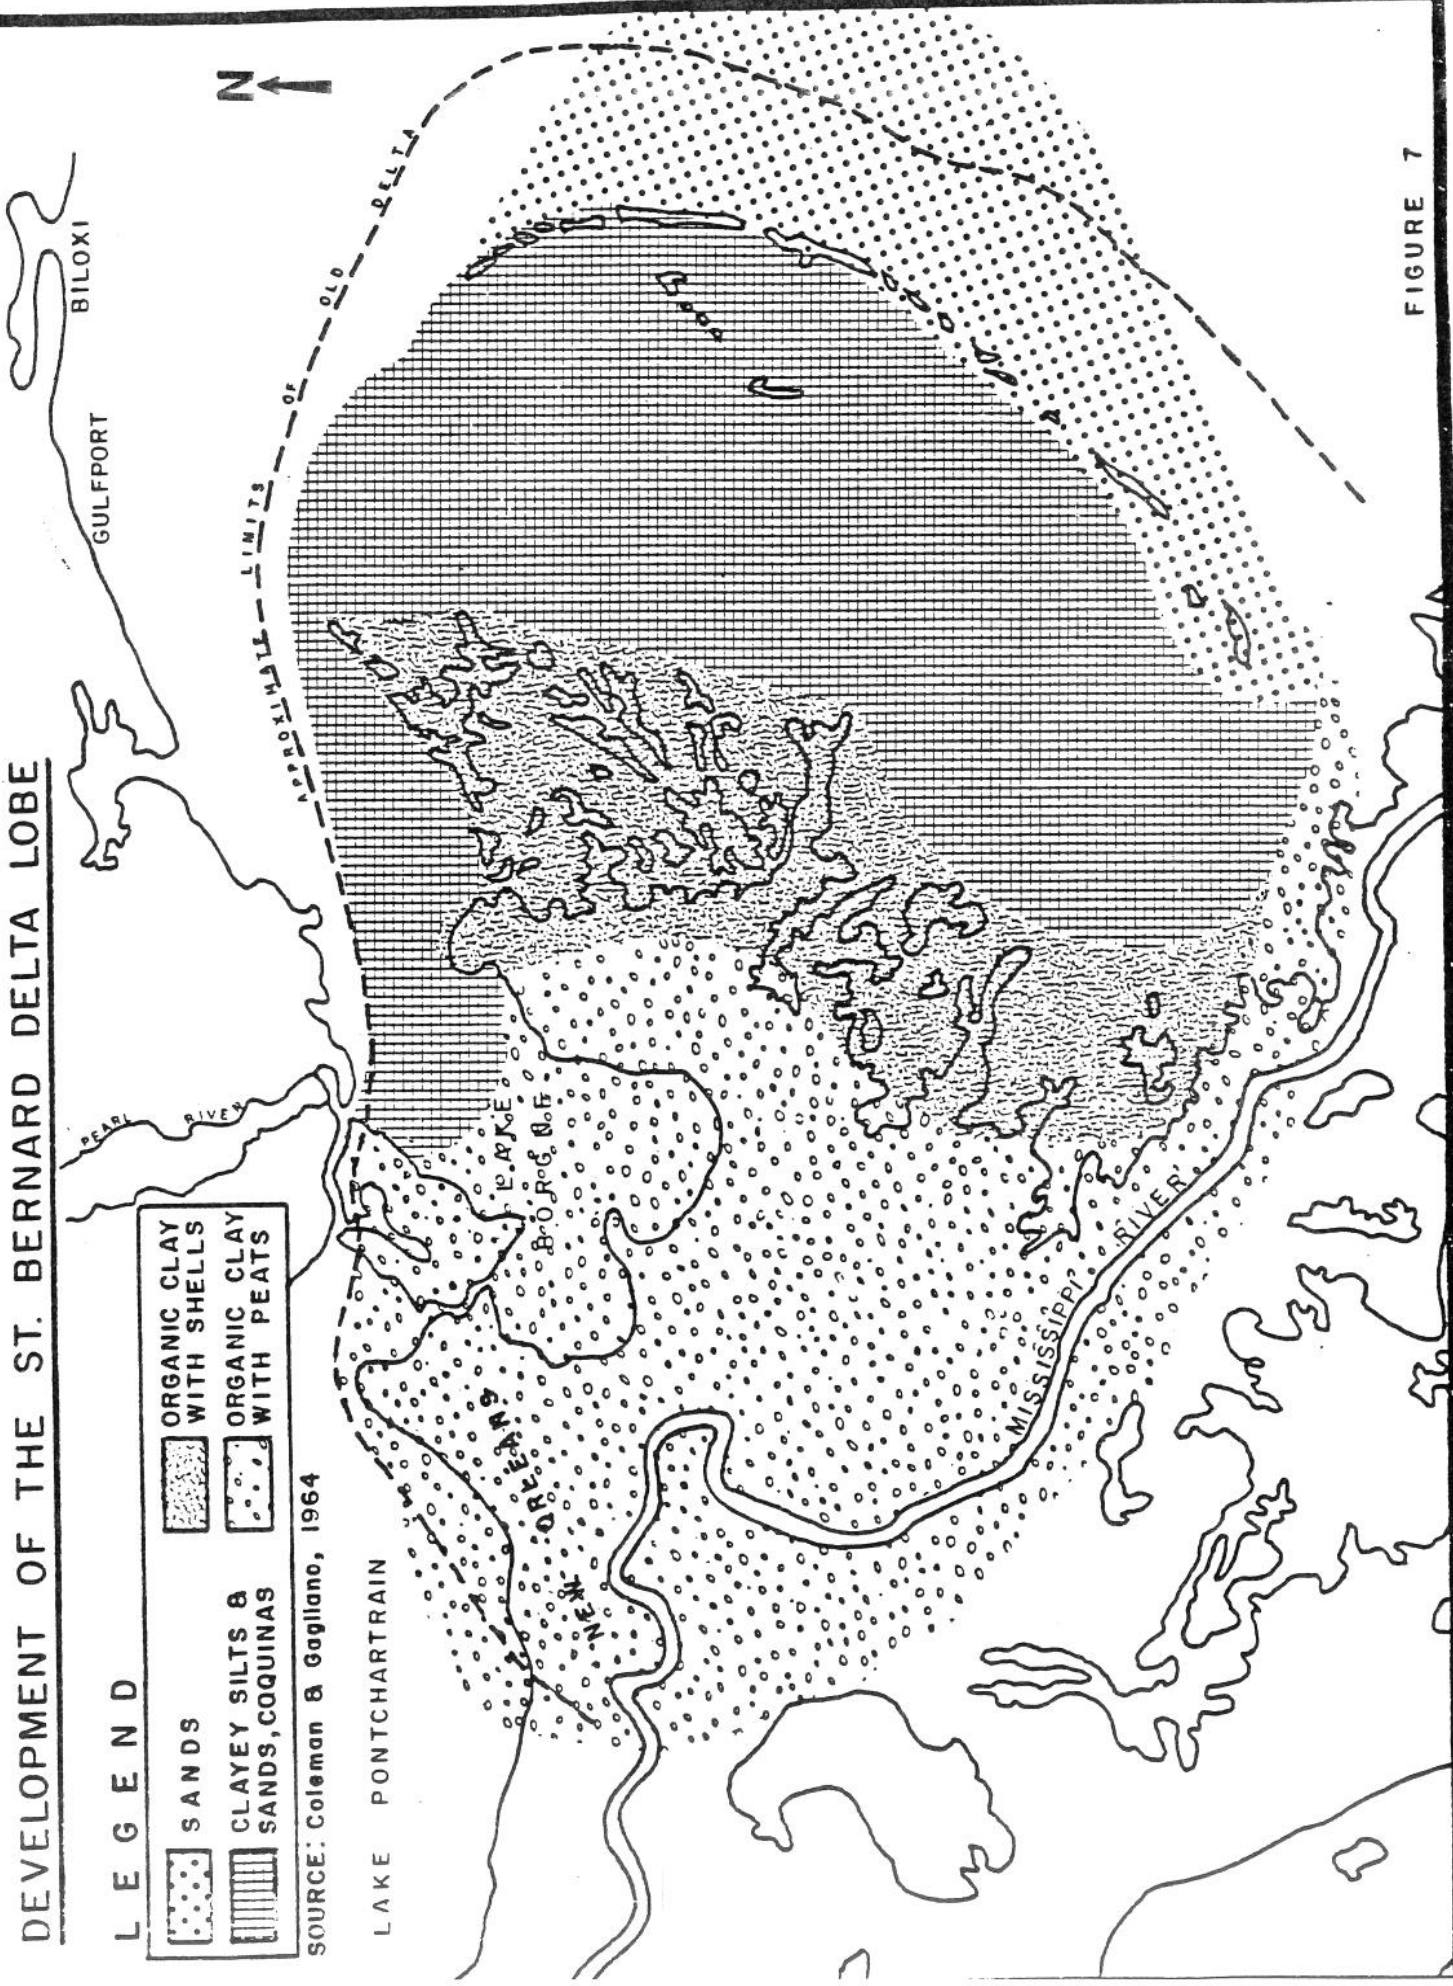 DEVELOPMENT OF THE ST. BERNARD DELTA LOBE
LEGEND
SANDS
CLAYEY SILTS &
SANDS, COQUINAS
ORGANIC CLAY
WITH SHELLS
ORGANIC CLAY
WITH PEATS
SOURCE: Coleman & Gagliano, 1964
N
BILOXI
GULFPORT
PEARL RIVER
APPROXIMATE LIMITS OF OLD DELTA
LAKE PONTCHARTRAIN
LAKE
BORGNE
NEW ORLEANS
MISSISSIPPI RIVER
FIGURE 7